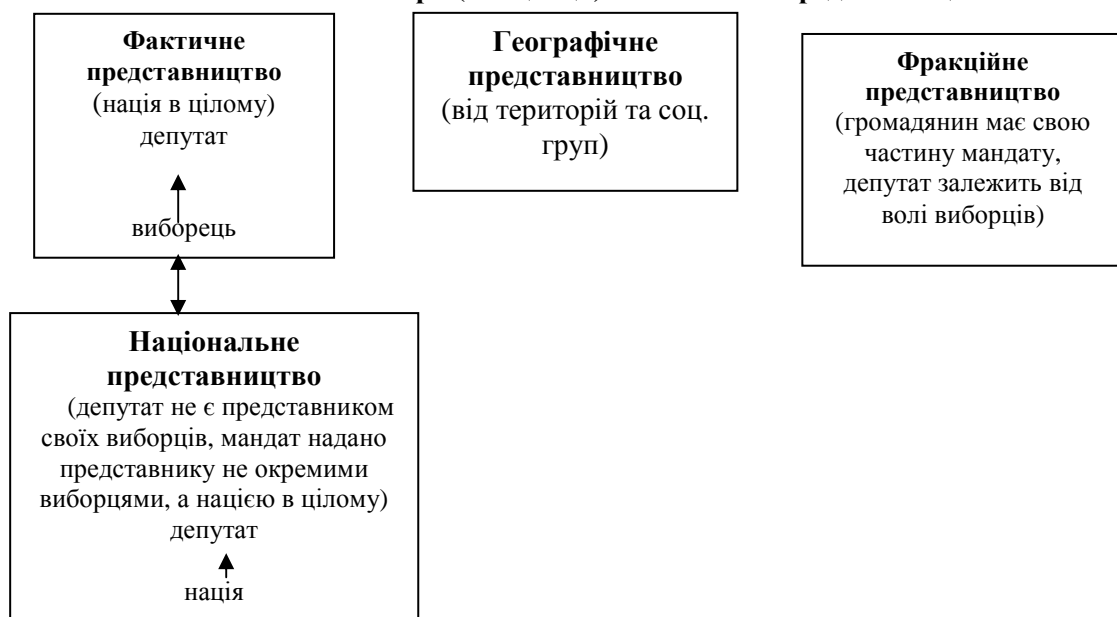 Фактичне
представництво
(нація в цілому)
депутат
виборець
Географічне
представництво
(від територій та соц.
груп)
Фракційне
представництво
(громадянин має свою
частину мандату,
депутат залежить від
волі виборців)
Національне
представництво
(депутат не є представником
своїх виборців, мандат надано
представнику не окремими
виборцями, а нацією в цілому)
депутат
нація